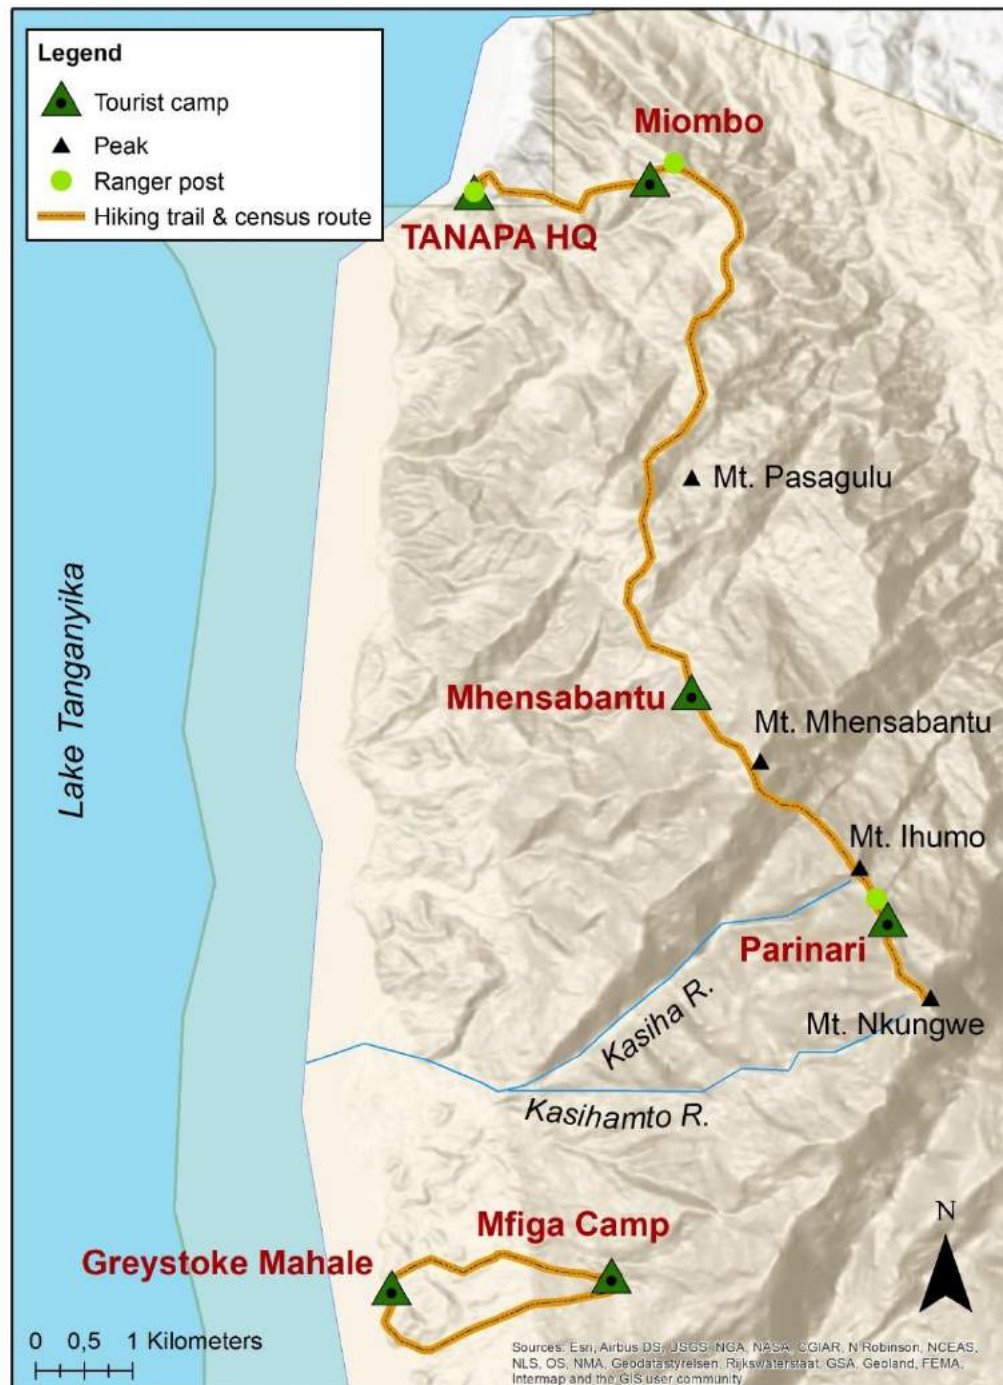 Legend
Tourist camp
Peak
Ranger post
Hiking trail & census route
Miombo
TANAPA HQ
Mt. Pasagulu
Lake Tanganyika
Mhensabantu
Mt. Mhensabantu
Mt. Ihumo
Parinari
Kasiha R.
Mt. Nkungwe
Kasihamto R.
N
Mfiga Camp
Greystoke Mahale
0 0,5 1 Kilometers
Sources: Esri, Airbus DS, USGS, NGA, NASA, CGIAR, N Robinson, NCEAS,
NLS, OS, NMA, Geodatastyrelsen, Rijkswaterstaat, GSA, Geoland, FEMA,
Intermap and the GIS user community